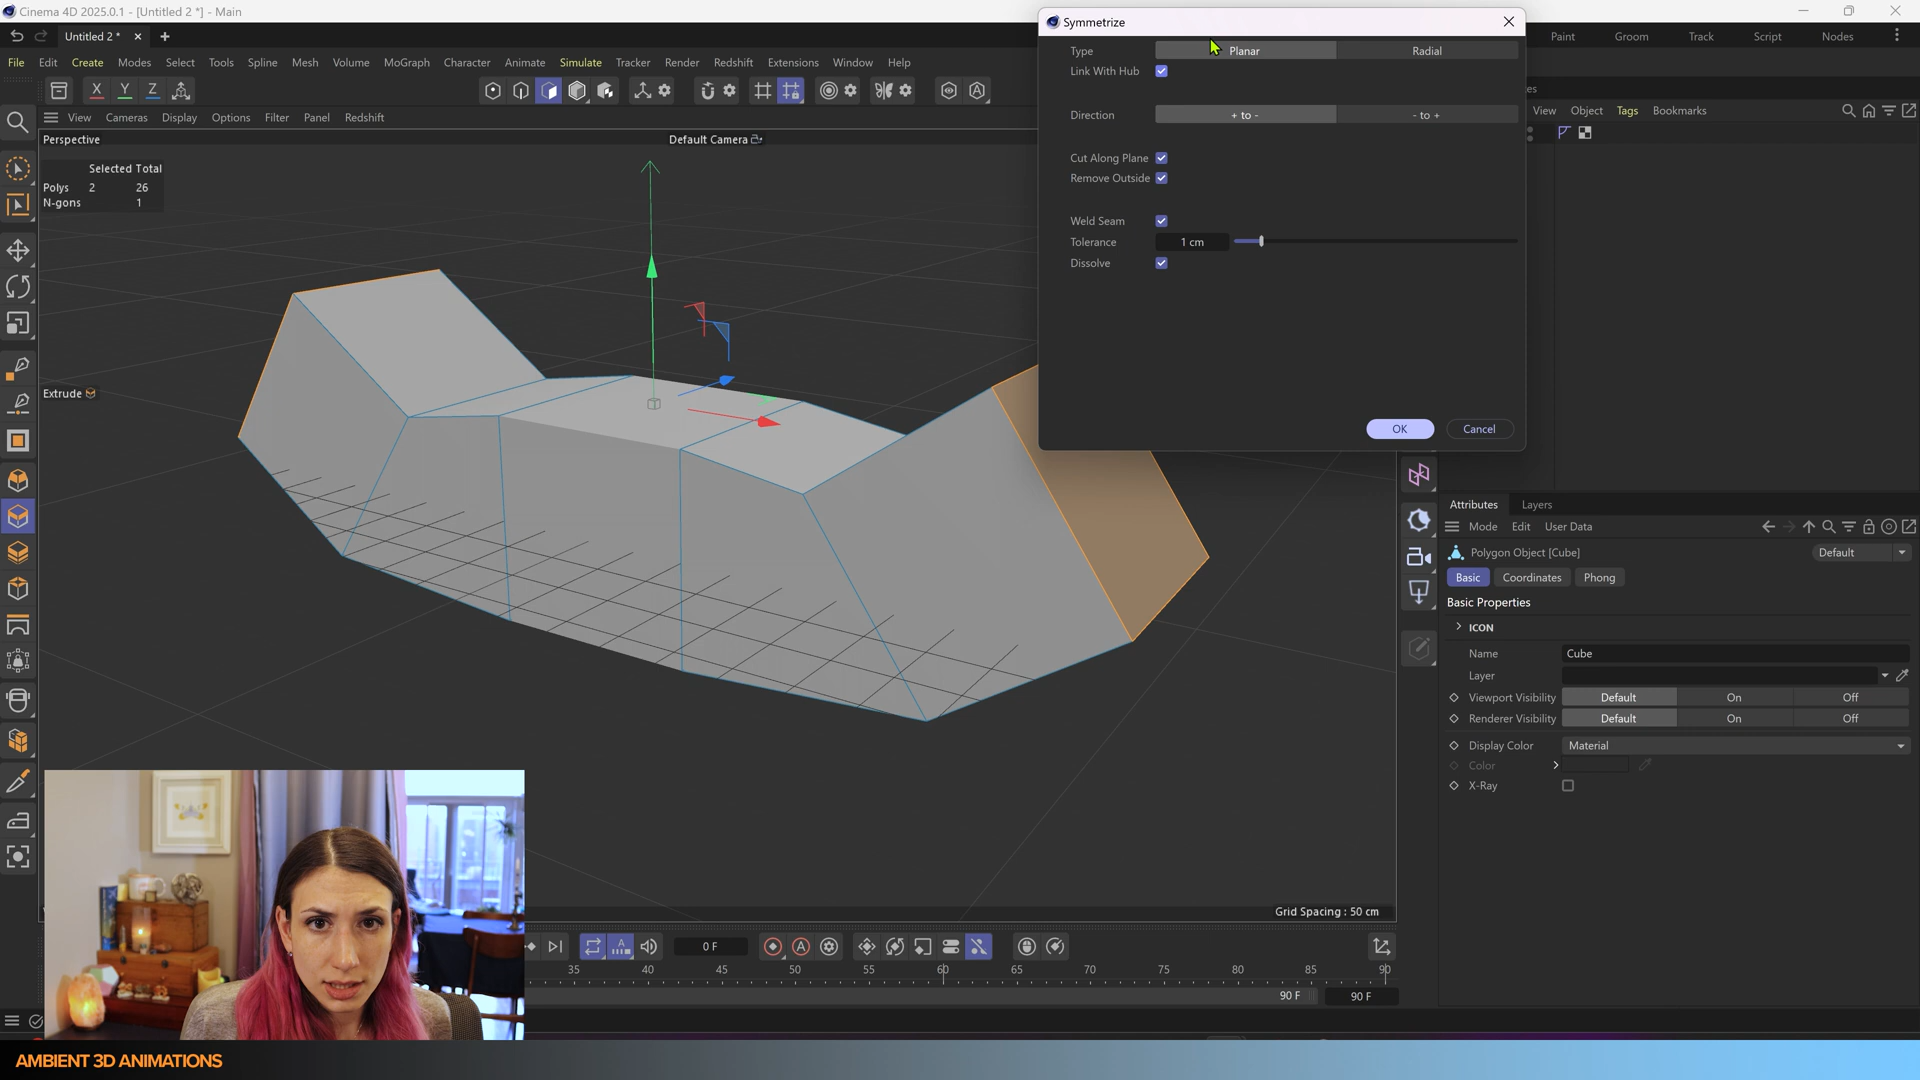 Cinema 4D 2025.0.1 - [Untitled 2 *] - Main
Untitled 2 *
Paint Groom Track Script Nodes
File Edit Create Modes Select Tools Spline Mesh Volume MoGraph Character Animate Simulate Tracker Render Redshift Extensions Window Help
X Y Z
View Cameras Display Options Filter Panel Redshift
Perspective
Default Camera
Selected Total
Polys 2 26
N-gons 1
Extrude
Grid Spacing : 50 cm
Symmetrize
Type Planar Radial
Link With Hub
Direction + to - - to +
Cut Along Plane
Remove Outside
Weld Seam
Tolerance 1 cm
Dissolve
OK Cancel
View Object Tags Bookmarks
Attributes Layers
Mode Edit User Data
Polygon Object [Cube] Default
Basic Coordinates Phong
Basic Properties
ICON
Name Cube
Layer
Viewport Visibility Default On Off
Renderer Visibility Default On Off
Display Color Material
Color
X-Ray
0 F
35 40 45 50 55 60 65 70 75 80 85 90
90 F 90 F
AMBIENT 3D ANIMATIONS